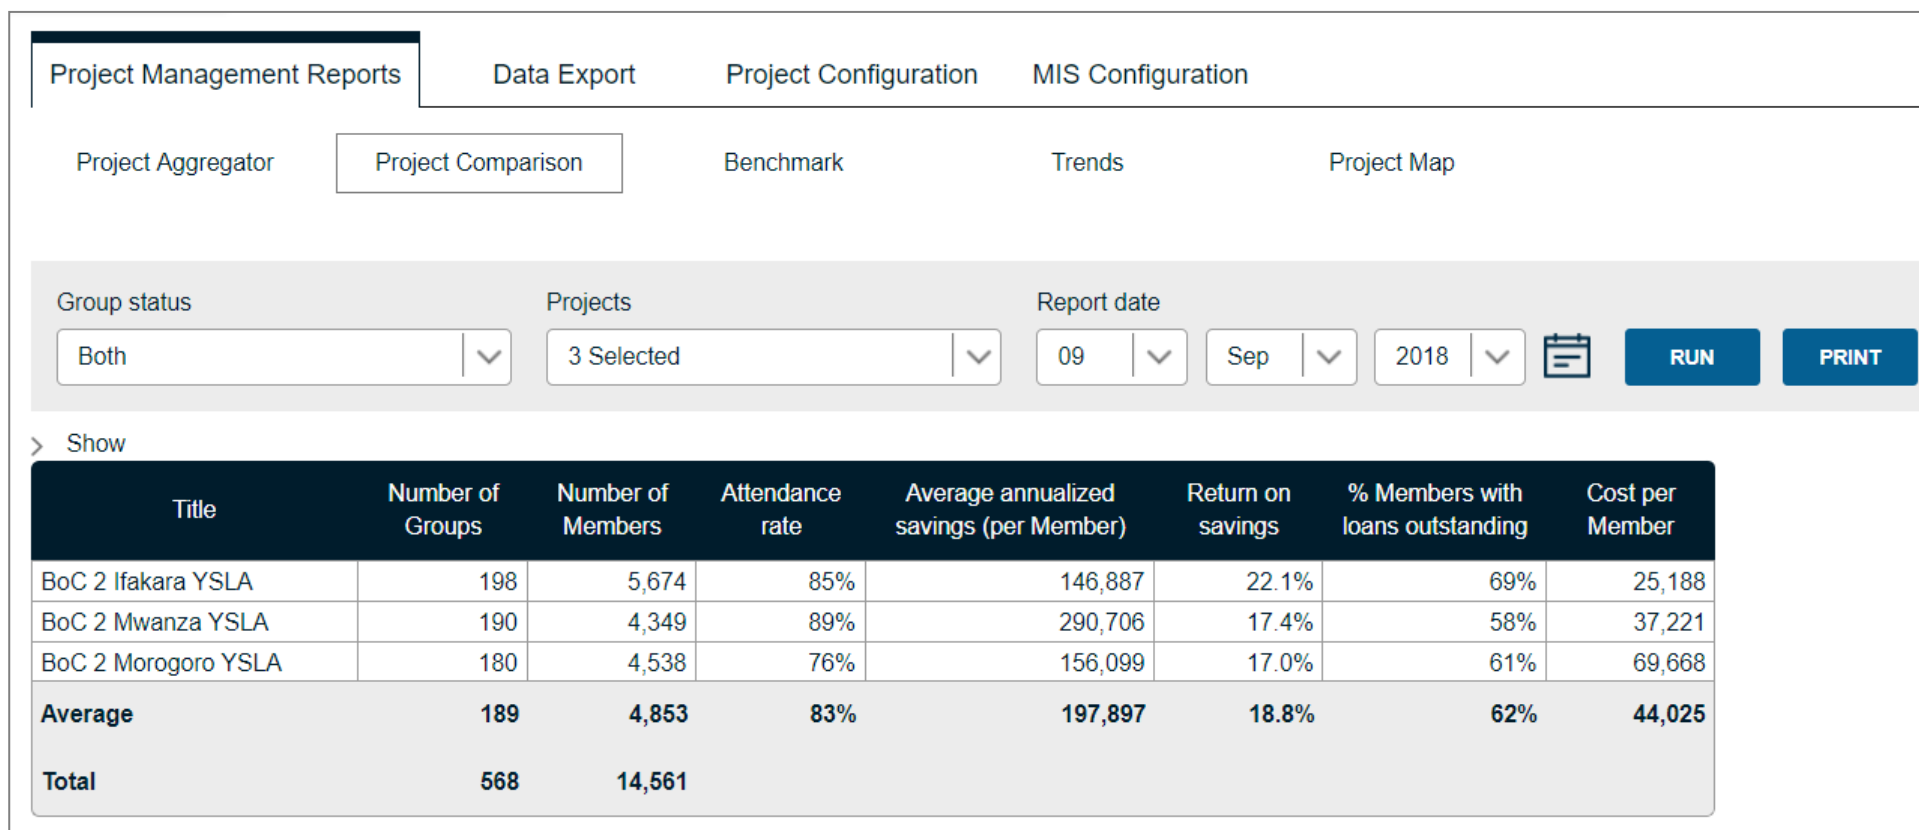 Project Management Reports Data Export Project Configuration MIS Configuration
Project Aggregator Project Comparison Benchmark Trends Project Map
Group status Projects Report date
Both 3 Selected 09 Sep 2018 RUN PRINT
Show
Title Number of Groups Number of Members Attendance rate Average annualized savings (per Member) Return on savings % Members with loans outstanding Cost per Member
BoC 2 Ifakara YSLA 198 5,674 85% 146,887 22.1% 69% 25,188
BoC 2 Mwanza YSLA 190 4,349 89% 290,706 17.4% 58% 37,221
BoC 2 Morogoro YSLA 180 4,538 76% 156,099 17.0% 61% 69,668
Average 189 4,853 83% 197,897 18.8% 62% 44,025
Total 568 14,561